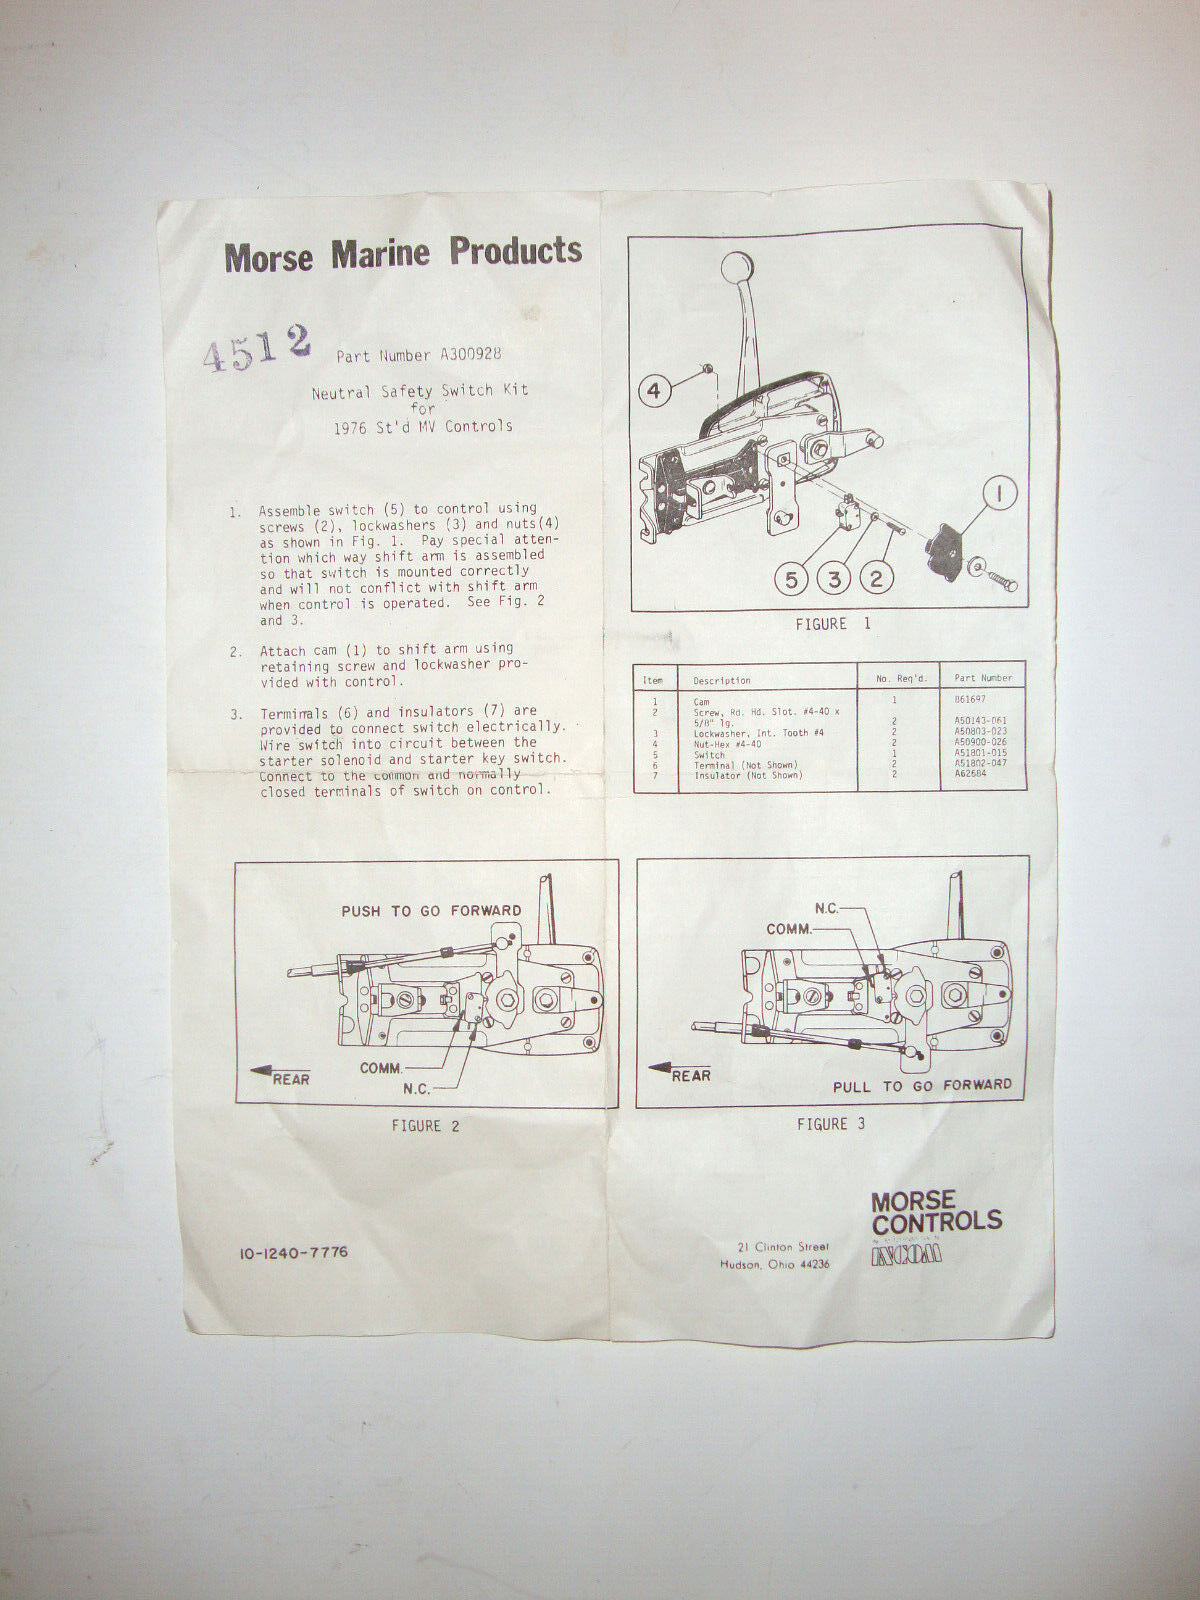 Morse Marine Products
4512
Part Number A300928
Neutral Safety Switch Kit
for
1976 St'd MV Controls
1. Assemble switch (5) to control using
screws (2), lockwashers (3) and nuts(4)
as shown in Fig. 1. Pay special atten-
tion which way shift arm is assembled
so that switch is mounted correctly
and will not conflict with shift arm
when control is operated. See Fig. 2
and 3.
2. Attach cam (1) to shift arm using
retaining screw and lockwasher pro-
vided with control.
3. Terminals (6) and insulators (7) are
provided to connect switch electrically.
Wire switch into circuit between the
starter solenoid and starter key switch.
Connect to the common and normally
closed terminals of switch on control.
4
1
5 3 2
FIGURE 1
Item Description No. Req'd. Part Number
1 Cam 1 B61697
2 Screw, Rd. Hd. Slot. #4-40 x
5/8" lg. 2 A50143-061
3 Lockwasher, Int. Tooth #4 2 A50803-023
4 Nut-Hex #4-40 2 A50900-026
5 Switch 1 A51801-015
6 Terminal (Not Shown) 2 A51802-047
7 Insulator (Not Shown) 2 A62684
PUSH TO GO FORWARD
COMM.
REAR
N.C.
FIGURE 2
N.C.
COMM.
REAR
PULL TO GO FORWARD
FIGURE 3
10-1240-7776
21 Clinton Street
Hudson, Ohio 44236
MORSE
CONTROLS
INCOM